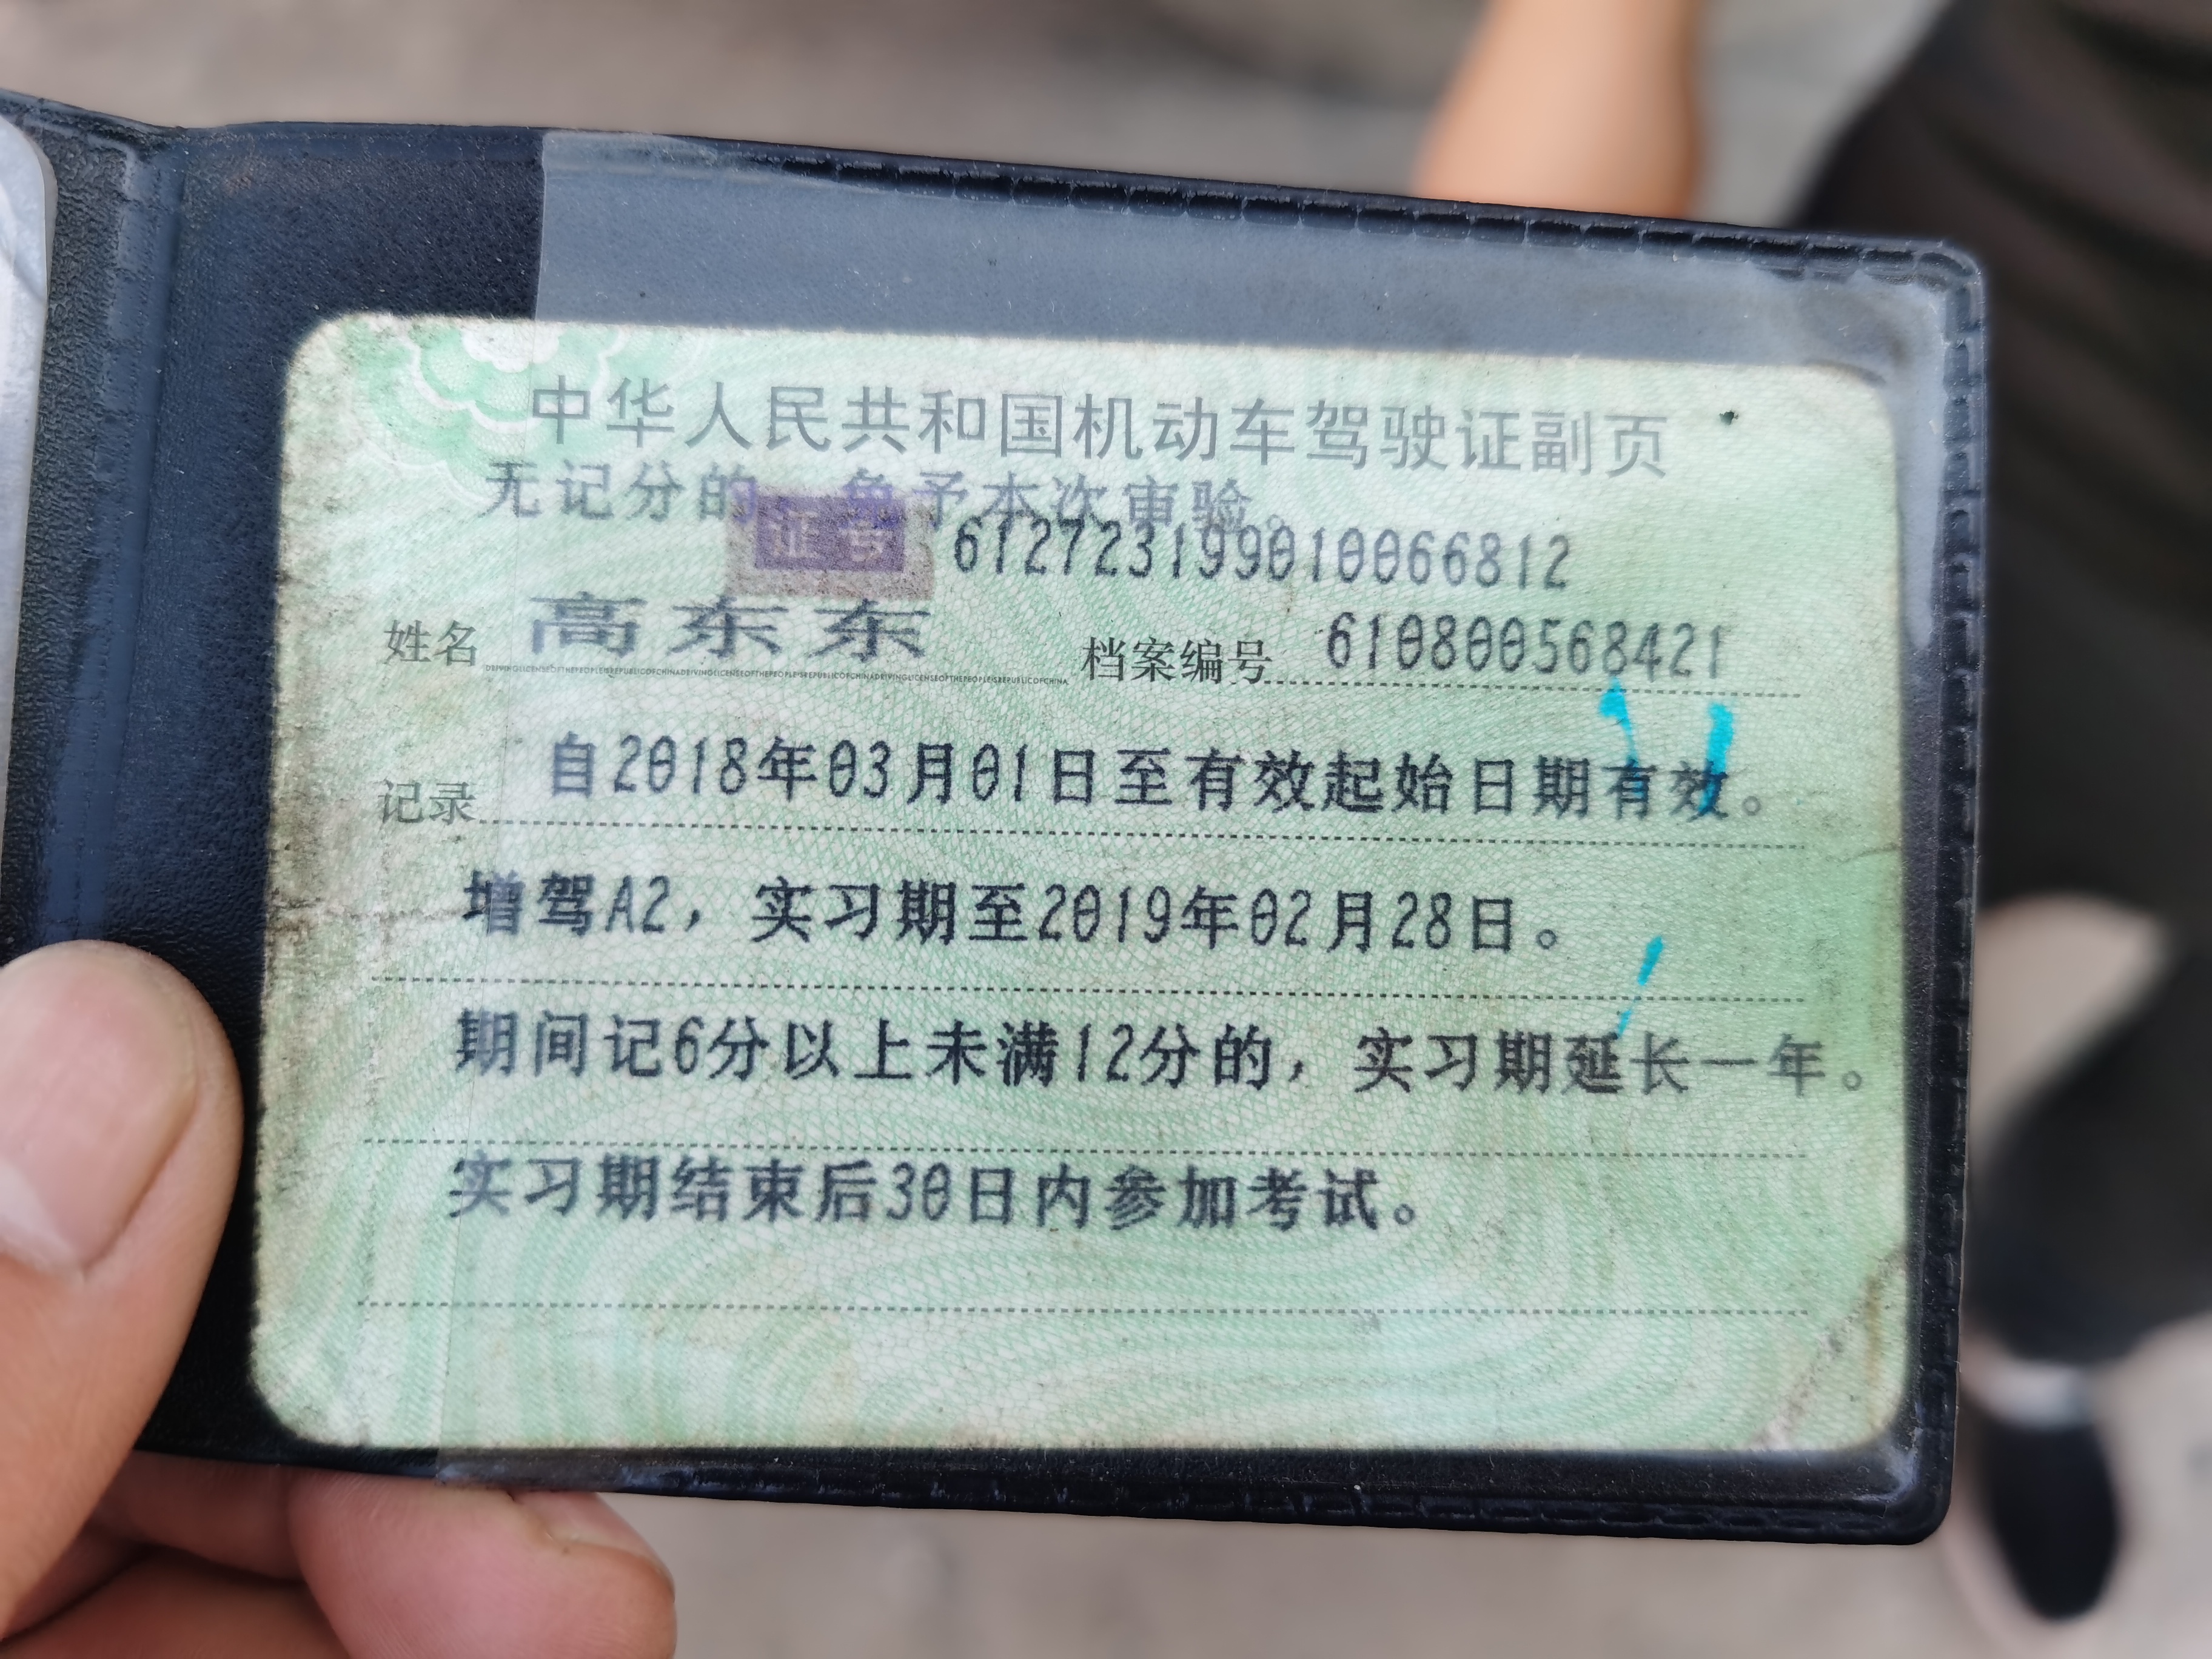 中华人民共和国机动车驾驶证副页
无记分的，免予本次审验。
证号 612723199010066812
姓名 高东东 档案编号 610800568421
记录 自2018年03月01日至有效起始日期有效。
增驾A2，实习期至2019年02月28日。
期间记6分以上未满12分的，实习期延长一年。
实习期结束后30日内参加考试。